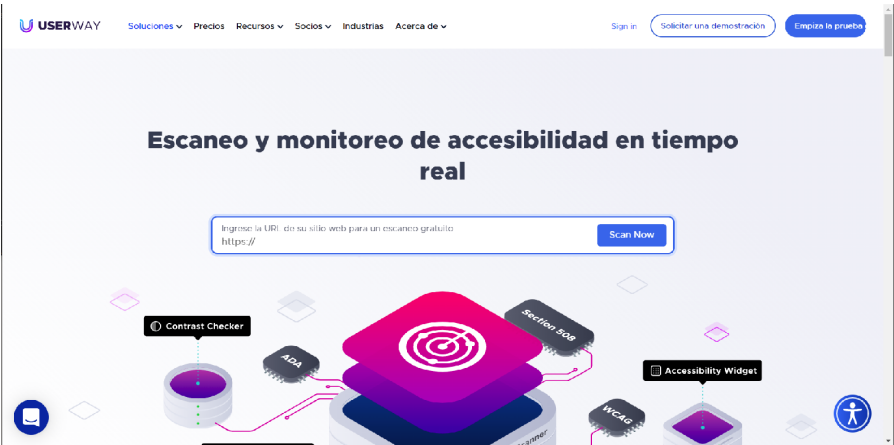 USERWAY
Soluciones Precios Recursos Socios Industrias Acerca de
Sign in Solicitar una demostración Empiza la prueba
Escaneo y monitoreo de accesibilidad en tiempo
real
Ingrese la URL de su sitio web para un escaneo gratuito
https://
Scan Now
Contrast Checker
ADA
Section 508
Accessibility Widget
WCAG